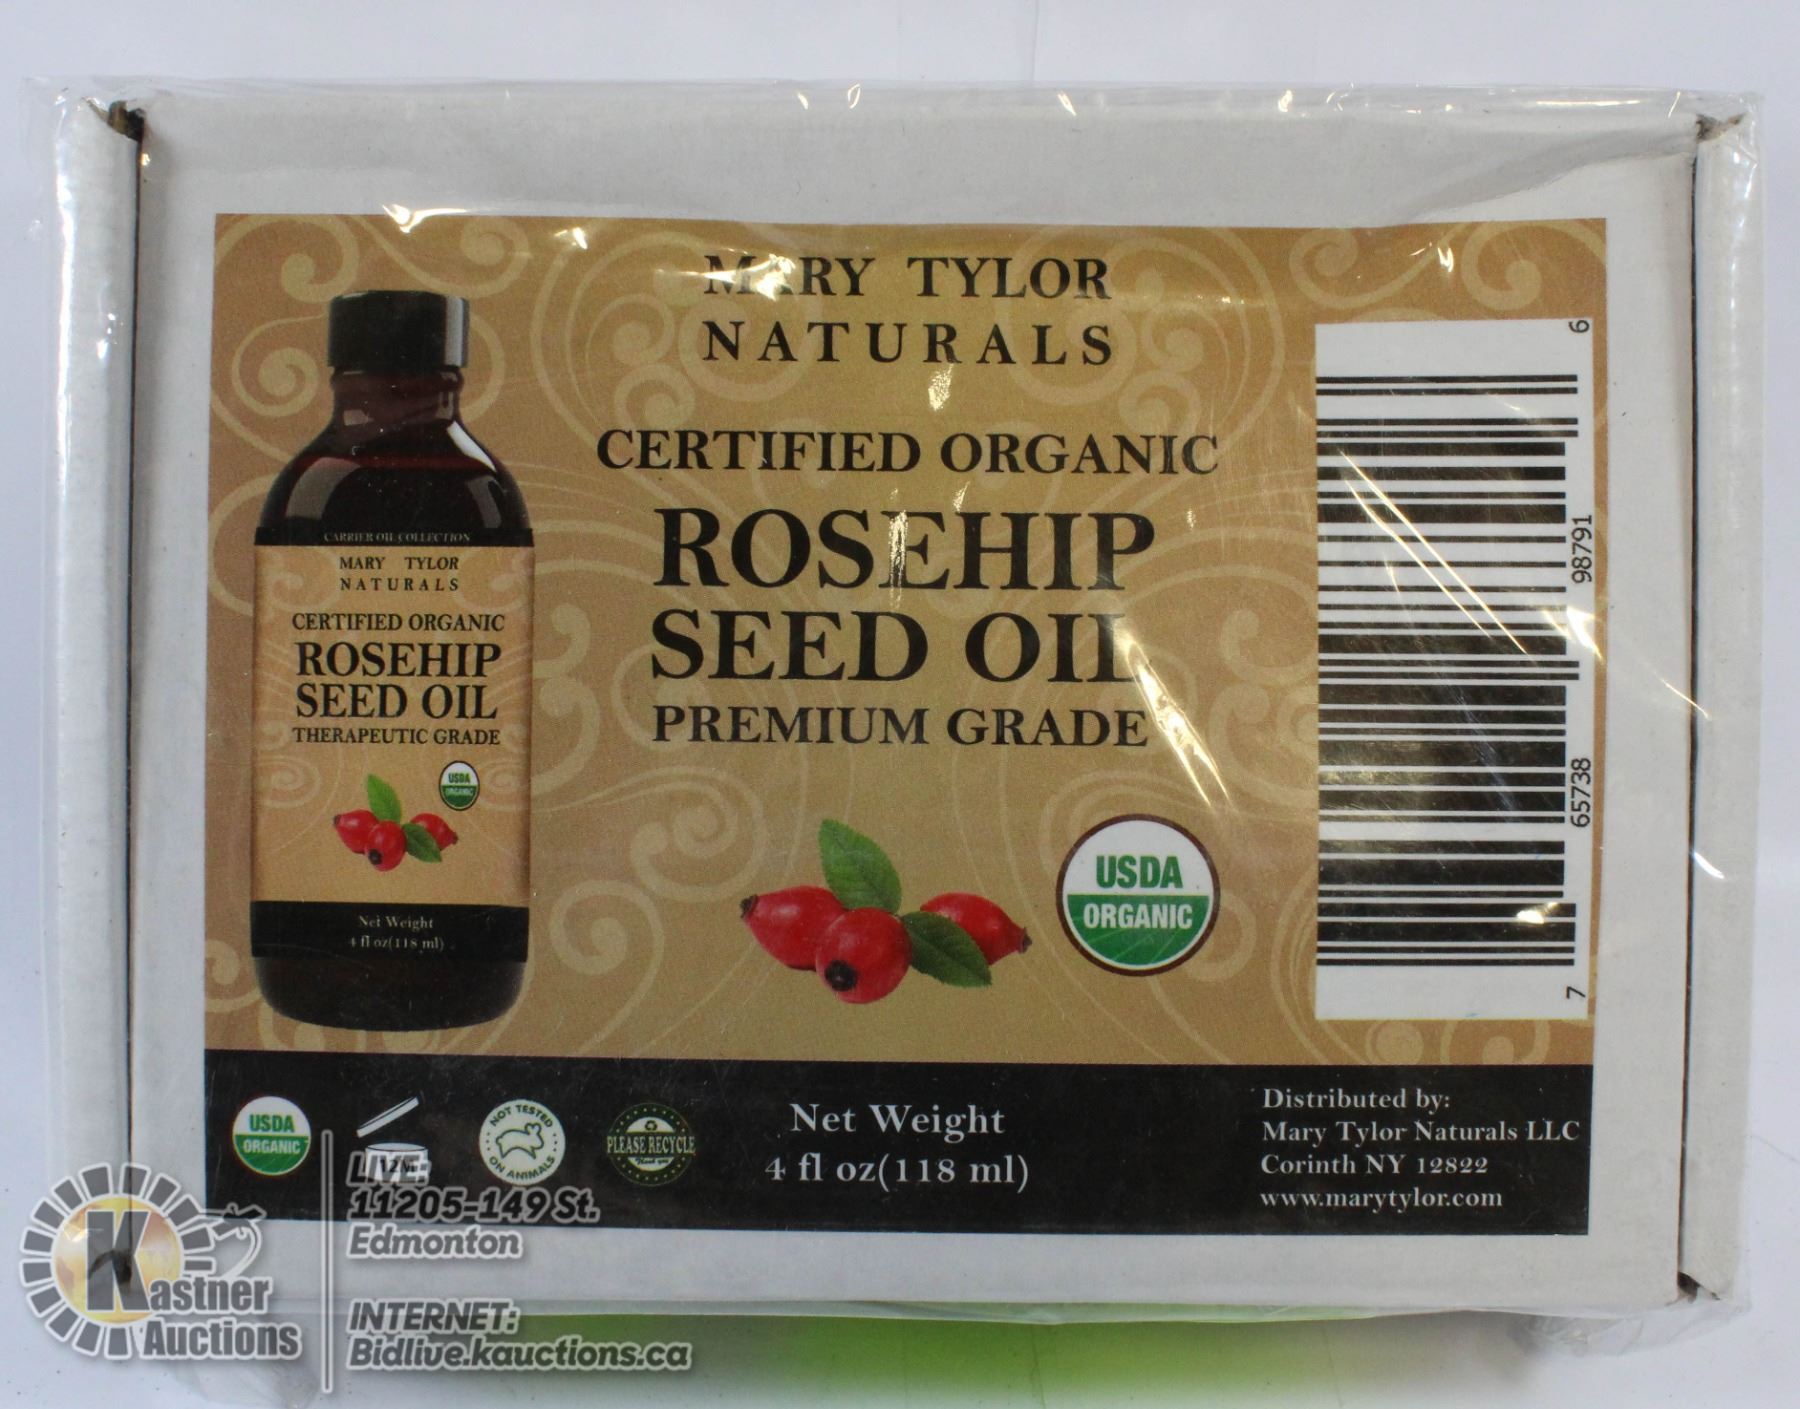 MARY TYLOR
NATURALS
CERTIFIED ORGANIC
ROSEHIP
SEED OIL
PREMIUM GRADE
USDA
ORGANIC
CARRIER OIL COLLECTION
MARY TYLOR
NATURALS
CERTIFIED ORGANIC
ROSEHIP
SEED OIL
THERAPEUTIC GRADE
USDA
ORGANIC
Net Weight
4 fl oz(118 ml)
7 65738 98791 6
USDA
ORGANIC
12M
NOT TESTED
ON ANIMALS
PLEASE RECYCLE
Thank you
Net Weight
4 fl oz(118 ml)
Distributed by:
Mary Tylor Naturals LLC
Corinth NY 12822
www.marytylor.com
Kastner
Auctions
LIVE:
11205-149 St.
Edmonton
INTERNET:
Bidlive.kauctions.ca